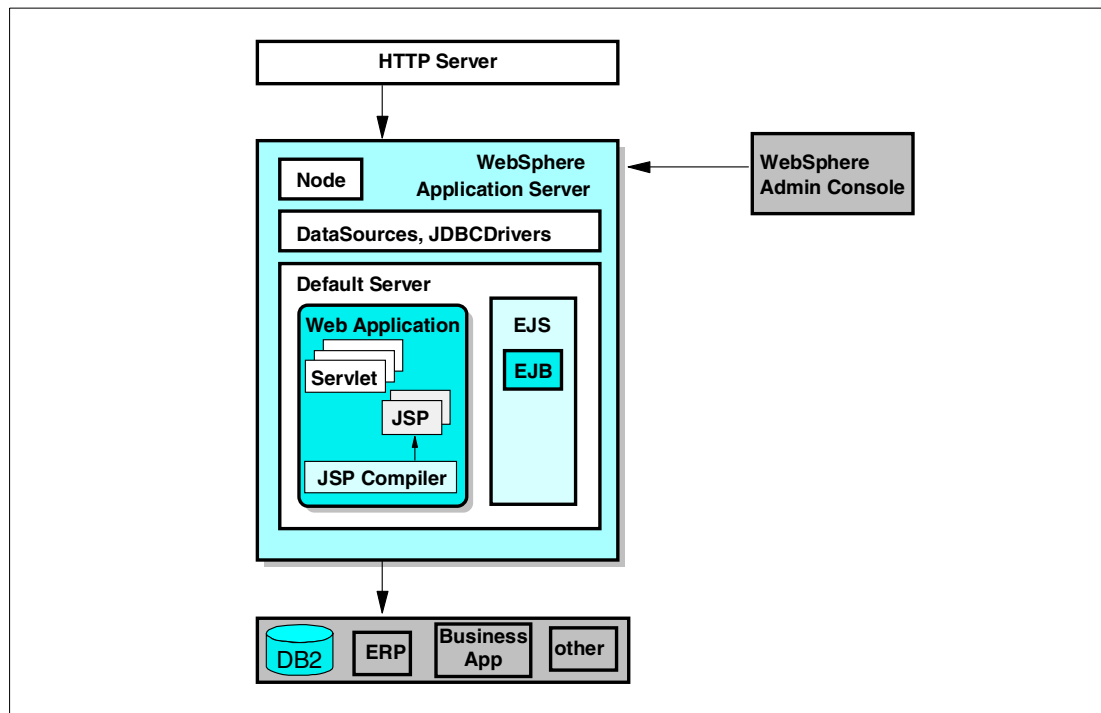 HTTP Server
WebSphere
Application Server
Node
WebSphere
Admin Console
DataSources, JDBCDrivers
Default Server
Web Application
Servlet
JSP
JSP Compiler
EJS
EJB
DB2
ERP
Business
App
other